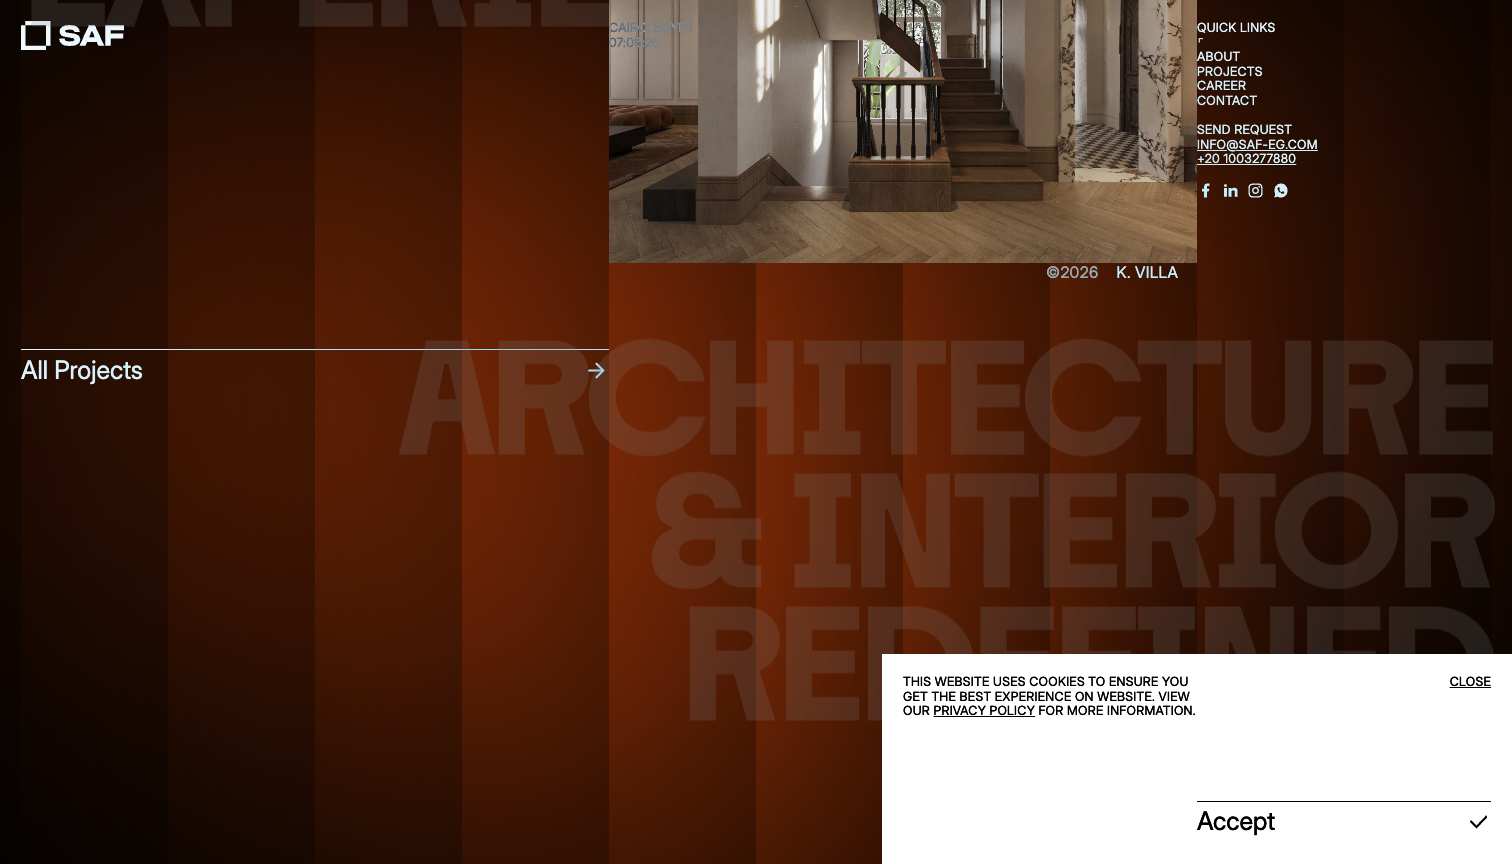 SAF
QUICK LINKS
ABOUT
PROJECTS
CAREER
CONTACT
SEND REQUEST
INFO@SAF-EG.COM
+20 1003277880
©2026 K. VILLA
All Projects
ARCHITECTURE
& INTERIOR
REDEFINED
THIS WEBSITE USES COOKIES TO ENSURE YOU
GET THE BEST EXPERIENCE ON WEBSITE. VIEW
OUR PRIVACY POLICY FOR MORE INFORMATION.
CLOSE
Accept